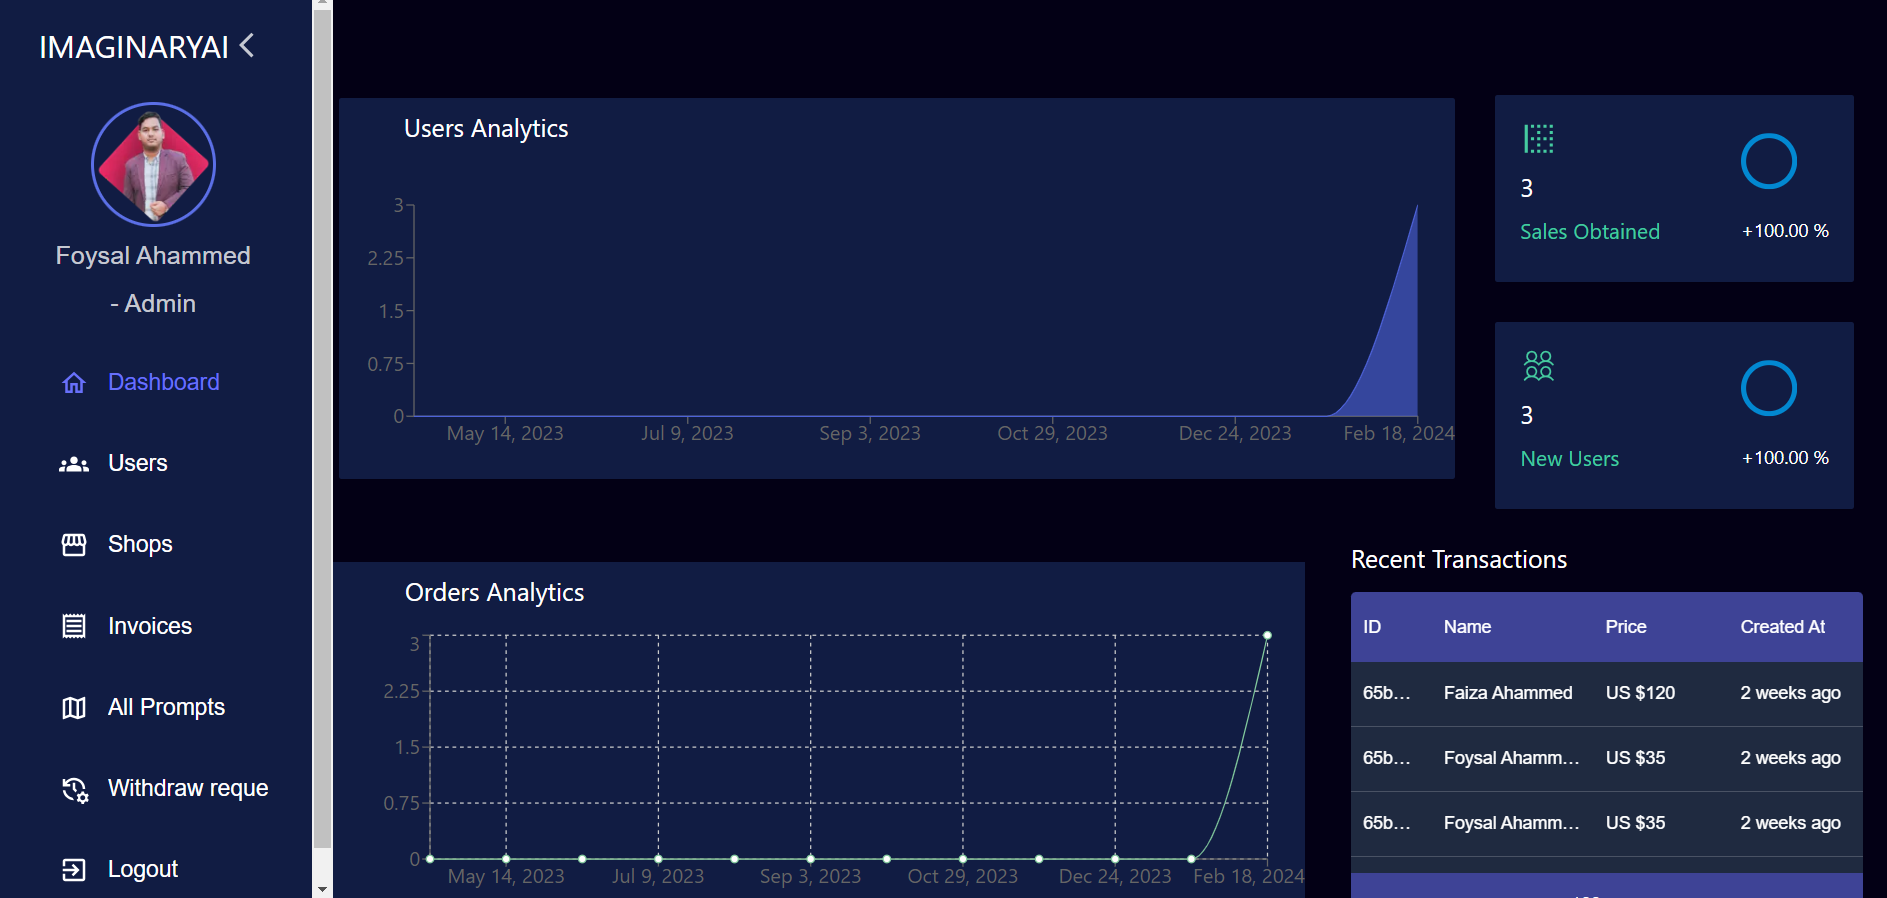 IMAGINARYAI
Foysal Ahammed
- Admin
Dashboard
Users
Shops
Invoices
All Prompts
Withdraw reque
Logout
Users Analytics
3
2.25
1.5
0.75
0
May 14, 2023 Jul 9, 2023 Sep 3, 2023 Oct 29, 2023 Dec 24, 2023 Feb 18, 2024
3
Sales Obtained +100.00 %
3
New Users +100.00 %
Orders Analytics
3
2.25
1.5
0.75
0
May 14, 2023 Jul 9, 2023 Sep 3, 2023 Oct 29, 2023 Dec 24, 2023 Feb 18, 2024
Recent Transactions
ID Name Price Created At
65b... Faiza Ahammed US $120 2 weeks ago
65b... Foysal Ahamm... US $35 2 weeks ago
65b... Foysal Ahamm... US $35 2 weeks ago